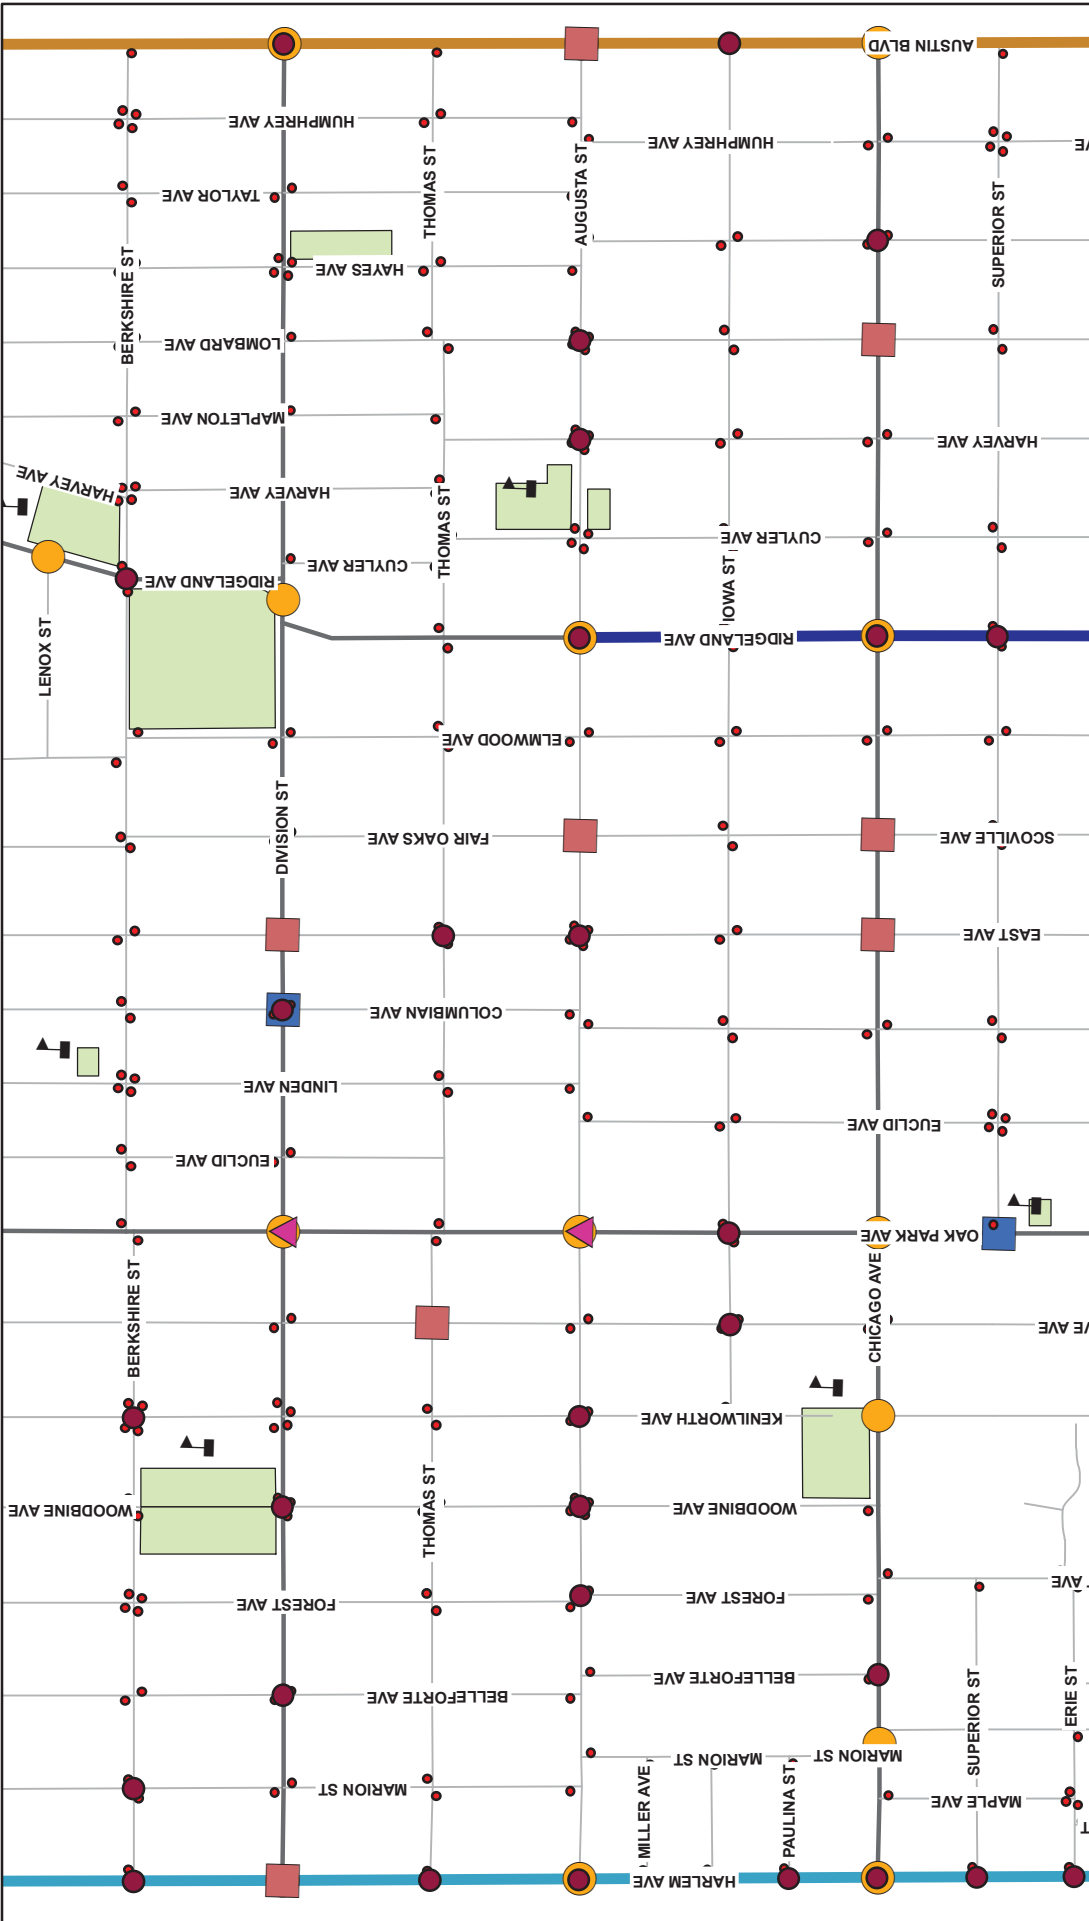 AUSTIN BLVD
HUMPHREY AVE
HUMPHREY AVE
THOMAS ST
AUGUSTA ST
TAYLOR AVE
SUPERIOR ST
BERKSHIRE ST
HAYES AVE
LOMBARD AVE
MAPLETON AVE
HARVEY AVE
HARVEY AVE
HARVEY AVE
THOMAS ST
CUYLER AVE
CUYLER AVE
IOWA ST
RIDGELAND AVE
RIDGELAND AVE
LENOX ST
ELMWOOD AVE
DIVISION ST
FAIR OAKS AVE
SCOVILLE AVE
EAST AVE
COLUMBIAN AVE
LINDEN AVE
EUCLID AVE
EUCLID AVE
OAK PARK AVE
BERKSHIRE ST
CHICAGO AVE
E AVE
KENILWORTH AVE
WOODBINE AVE
WOODBINE AVE
THOMAS ST
FOREST AVE
FOREST AVE
T AVE
BELLEFORTE AVE
BELLEFORTE AVE
SUPERIOR ST
ERIE ST
MARION ST
MARION ST
MARION ST
MILLER AVE
PAULINA ST
MAPLE AVE
HARLEM AVE